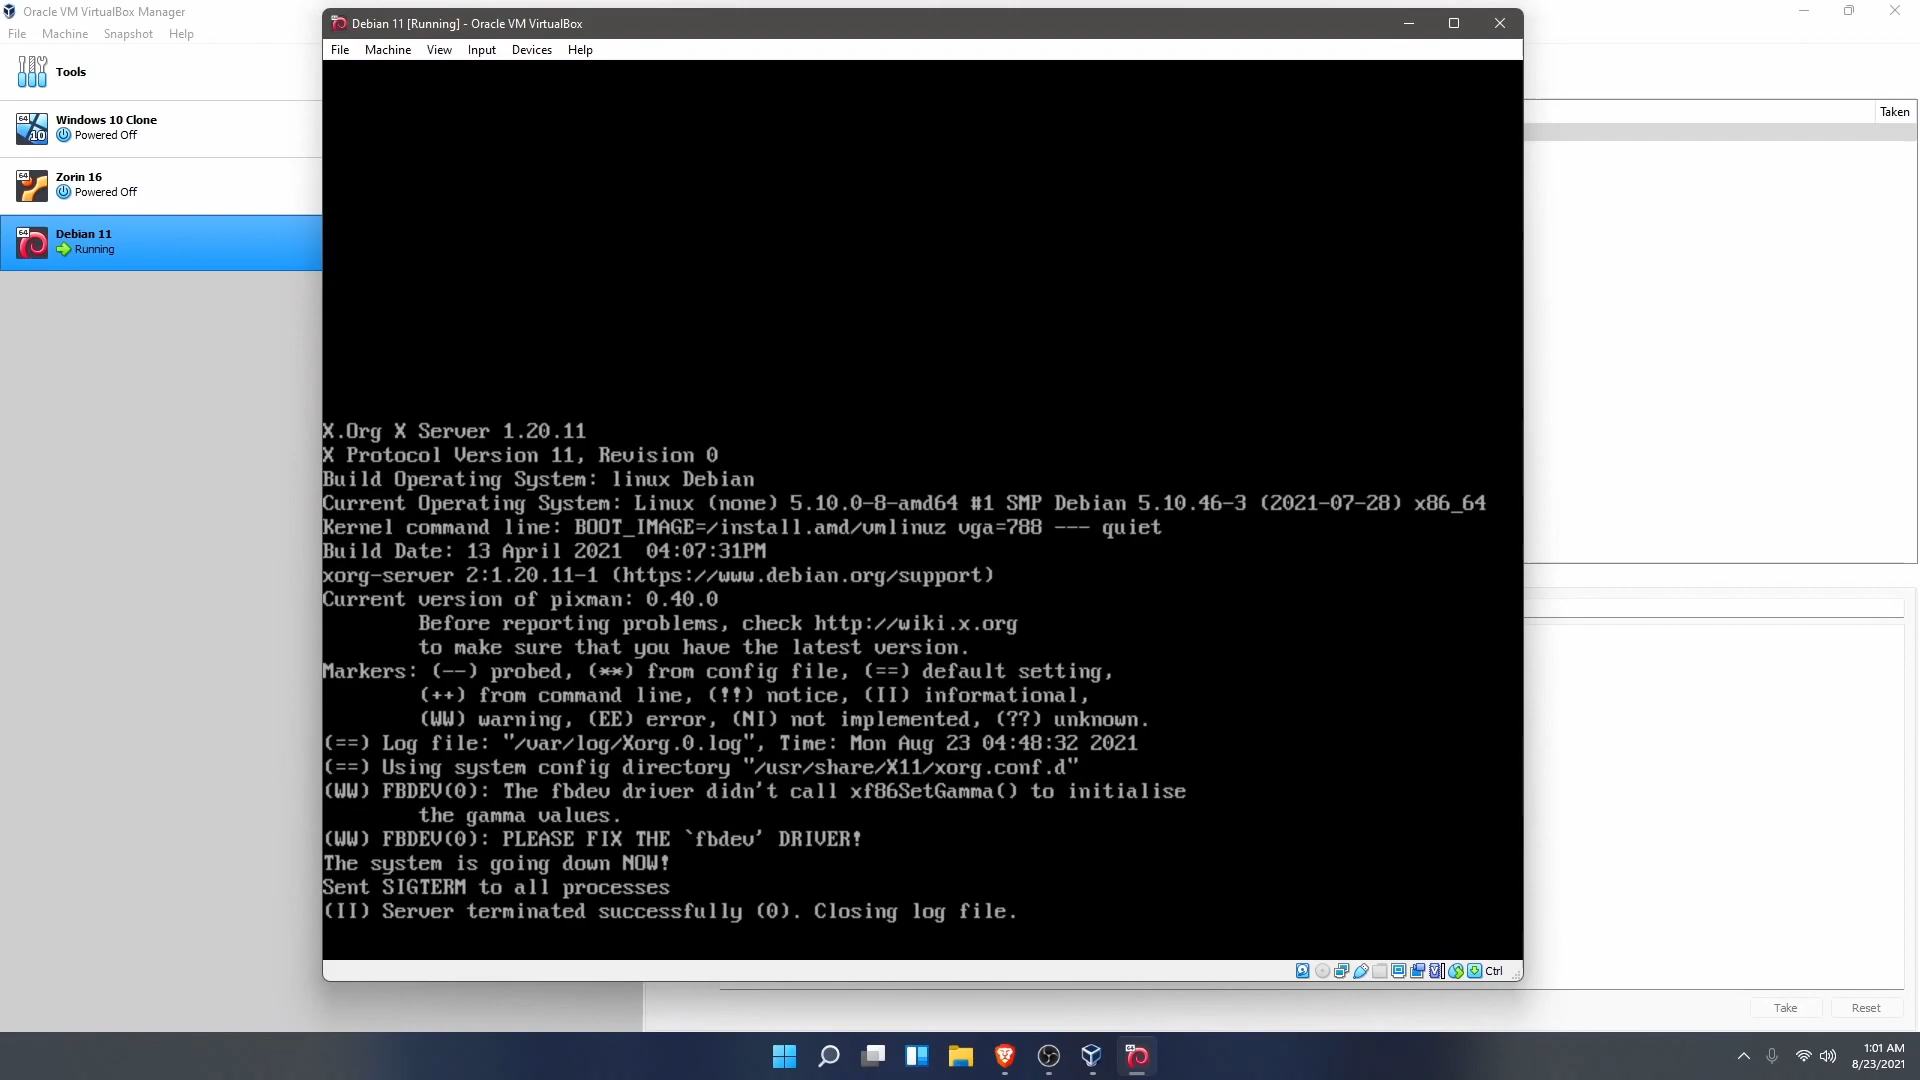 Oracle VM VirtualBox Manager
File Machine Snapshot Help
Tools
64
10
Windows 10 Clone
Powered Off
64
Zorin 16
Powered Off
64
Debian 11
Running
Debian 11 [Running] - Oracle VM VirtualBox
File Machine View Input Devices Help
X.Org X Server 1.20.11
X Protocol Version 11, Revision 0
Build Operating System: linux Debian
Current Operating System: Linux (none) 5.10.0-8-amd64 #1 SMP Debian 5.10.46-3 (2021-07-28) x86_64
Kernel command line: BOOT_IMAGE=/install.amd/vmlinuz vga=788 --- quiet
Build Date: 13 April 2021  04:07:31PM
xorg-server 2:1.20.11-1 (https://www.debian.org/support)
Current version of pixman: 0.40.0
Before reporting problems, check http://wiki.x.org
to make sure that you have the latest version.
Markers: (--) probed, (**) from config file, (==) default setting,
(++) from command line, (!!) notice, (II) informational,
(WW) warning, (EE) error, (NI) not implemented, (??) unknown.
(==) Log file: "/var/log/Xorg.0.log", Time: Mon Aug 23 04:48:32 2021
(==) Using system config directory "/usr/share/X11/xorg.conf.d"
(WW) FBDEV(0): The fbdev driver didn't call xf86SetGamma() to initialise
the gamma values.
(WW) FBDEV(0): PLEASE FIX THE `fbdev' DRIVER!
The system is going down NOW!
Sent SIGTERM to all processes
(II) Server terminated successfully (0). Closing log file.
Ctrl
Taken
Take Reset
1:01 AM
8/23/2021